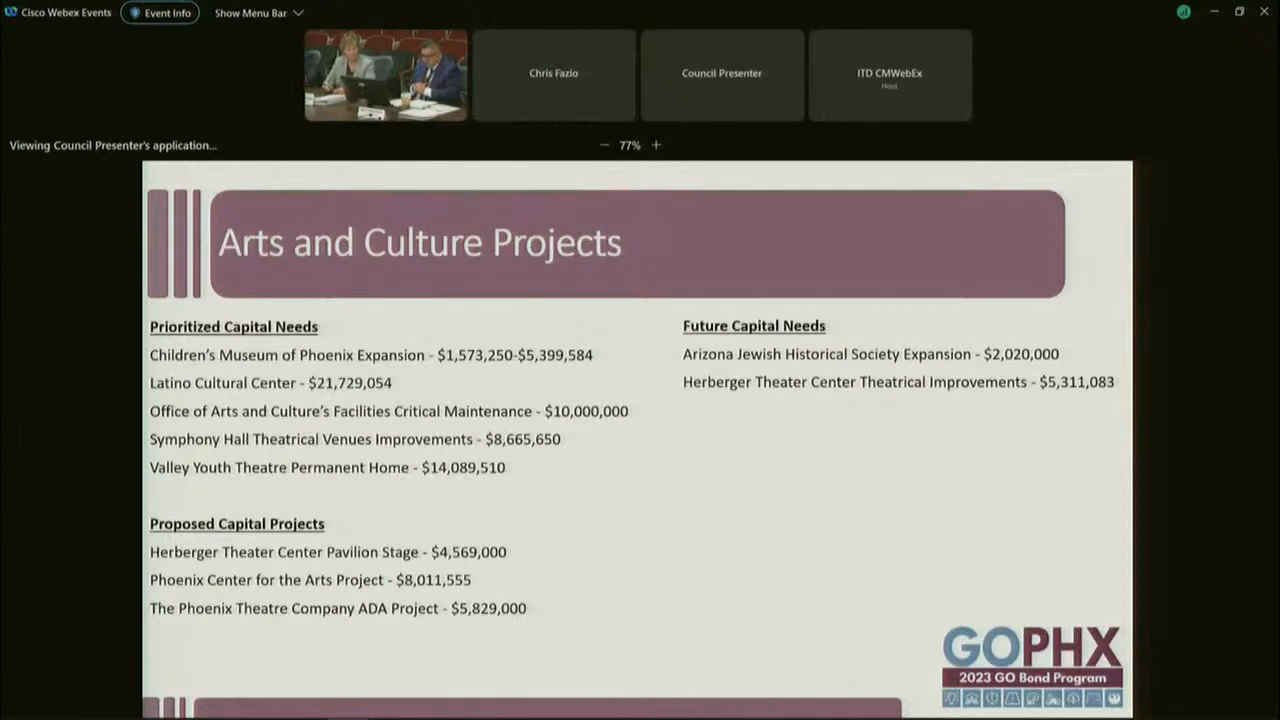 Cisco Webex Events
Event Info
Show Menu Bar
Chris Fazio
Council Presenter
ITD CMWebEx
Host
Viewing Council Presenter's application...
77%
Arts and Culture Projects
Prioritized Capital Needs
Children's Museum of Phoenix Expansion - $1,573,250-$5,399,584
Latino Cultural Center - $21,729,054
Office of Arts and Culture's Facilities Critical Maintenance - $10,000,000
Symphony Hall Theatrical Venues Improvements - $8,665,650
Valley Youth Theatre Permanent Home - $14,089,510
Proposed Capital Projects
Herberger Theater Center Pavilion Stage - $4,569,000
Phoenix Center for the Arts Project - $8,011,555
The Phoenix Theatre Company ADA Project - $5,829,000
Future Capital Needs
Arizona Jewish Historical Society Expansion - $2,020,000
Herberger Theater Center Theatrical Improvements - $5,311,083
GOPHX
2023 GO Bond Program